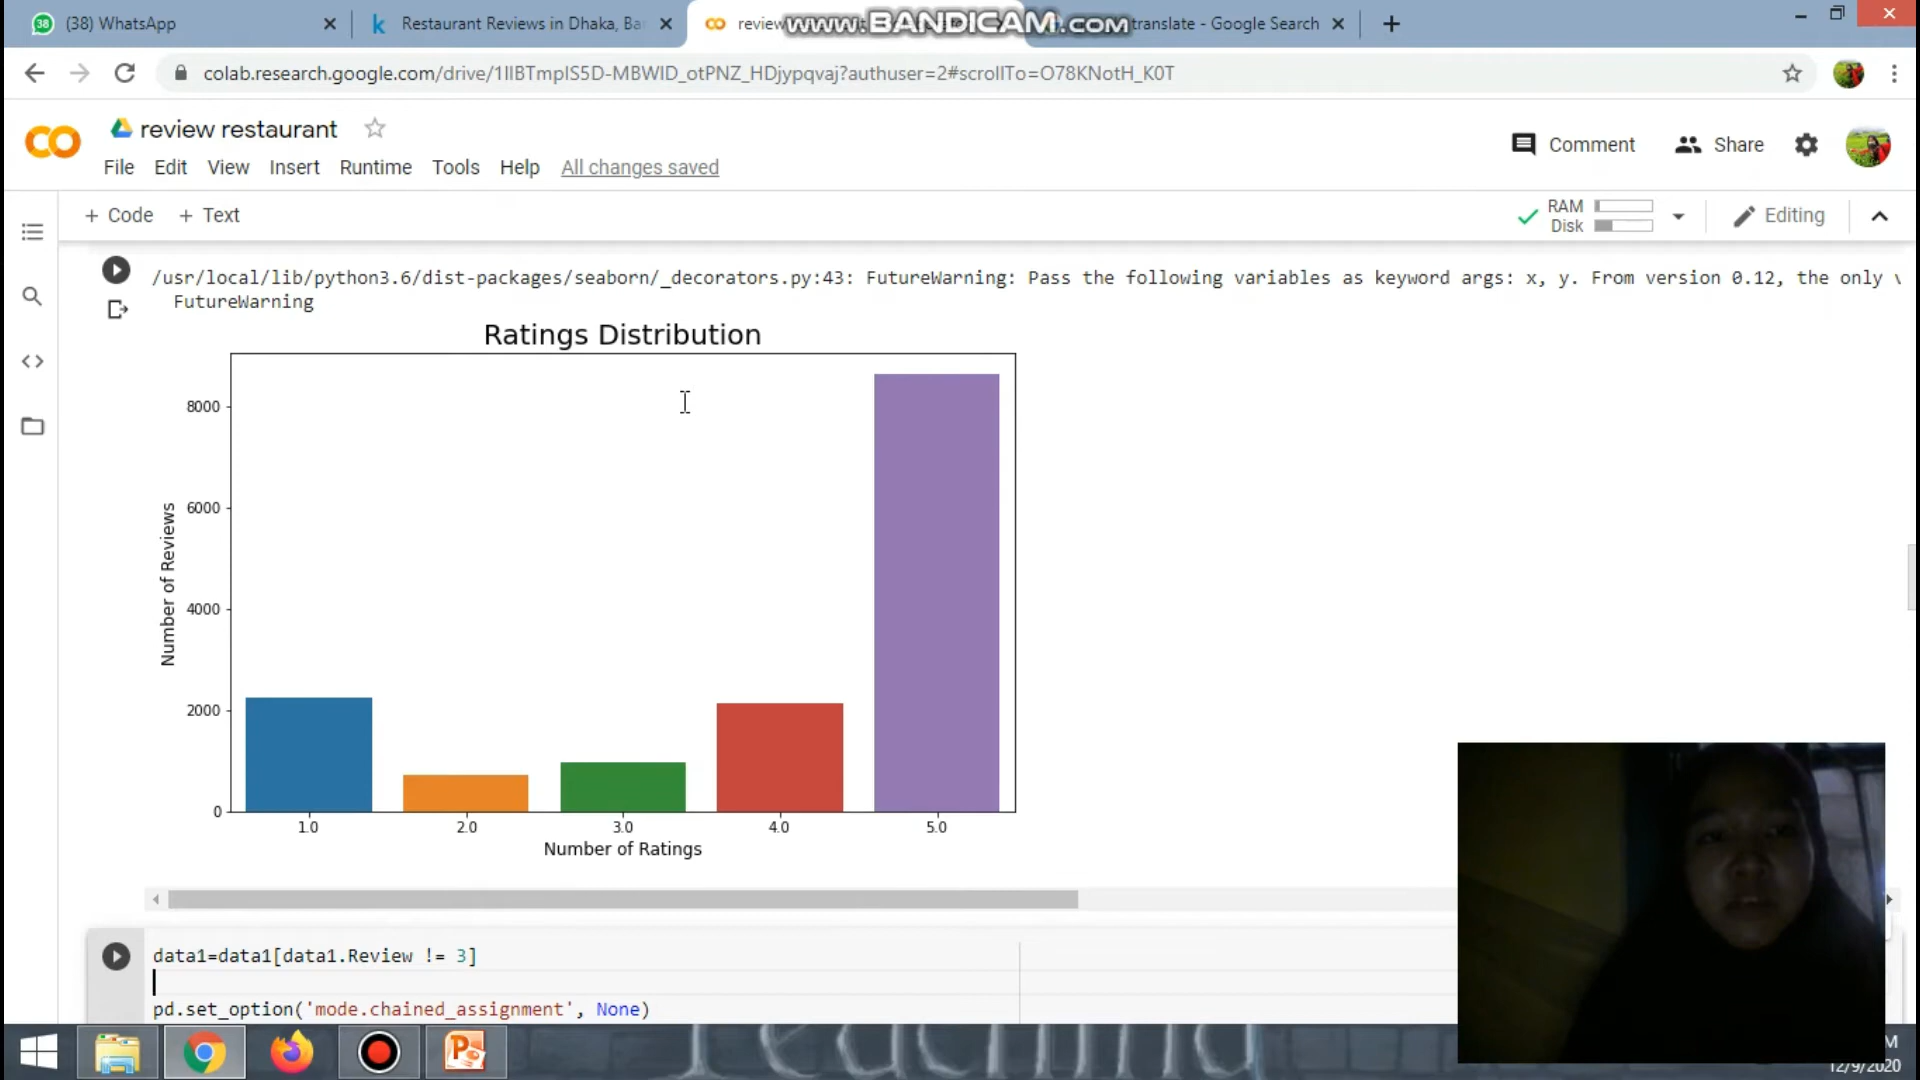 (38) WhatsApp
Restaurant Reviews in Dhaka, Ba
review
www.BANDICAM.com
translate - Google Search
colab.research.google.com/drive/1IIBTmpIS5D-MBWID_otPNZ_HDjypqvaj?authuser=2#scrollTo=O78KNotH_K0T
review restaurant
File Edit View Insert Runtime Tools Help All changes saved
Comment
Share
+ Code + Text
RAM
Disk
Editing
/usr/local/lib/python3.6/dist-packages/seaborn/_decorators.py:43: FutureWarning: Pass the following variables as keyword args: x, y. From version 0.12, the only v
FutureWarning
Ratings Distribution
Number of Reviews
8000
6000
4000
2000
0
1.0 2.0 3.0 4.0 5.0
Number of Ratings
data1=data1[data1.Review != 3]
pd.set_option('mode.chained_assignment', None)
12/9/2020